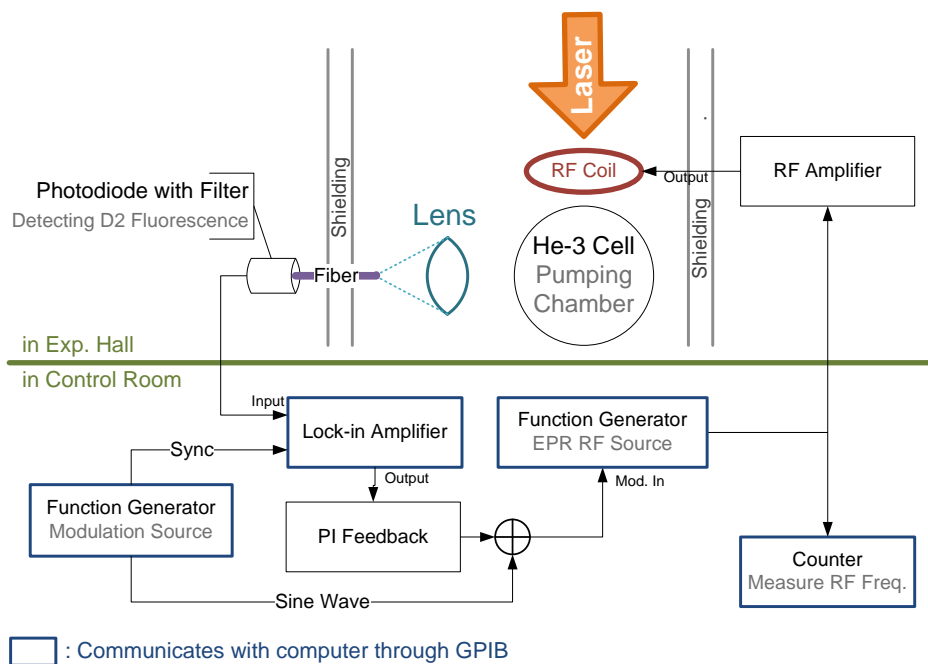 Laser
Shielding
RF Coil
Output
Shielding
RF Amplifier
Photodiode with Filter
Detecting D2 Fluorescence
Lens
Fiber
He-3 Cell
Pumping
Chamber
in Exp. Hall
in Control Room
Input
Lock-in Amplifier
Function Generator
EPR RF Source
Sync
Output
Mod. In
Function Generator
Modulation Source
PI Feedback
Counter
Measure RF Freq.
Sine Wave
: Communicates with computer through GPIB